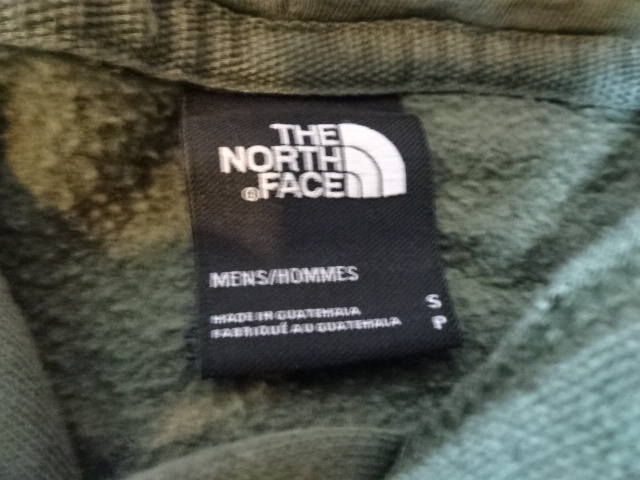 THE
NORTH
® FACE
MENS/HOMMES
MADE IN GUATEMALA
FABRIQUÉ AU GUATEMALA
S
P